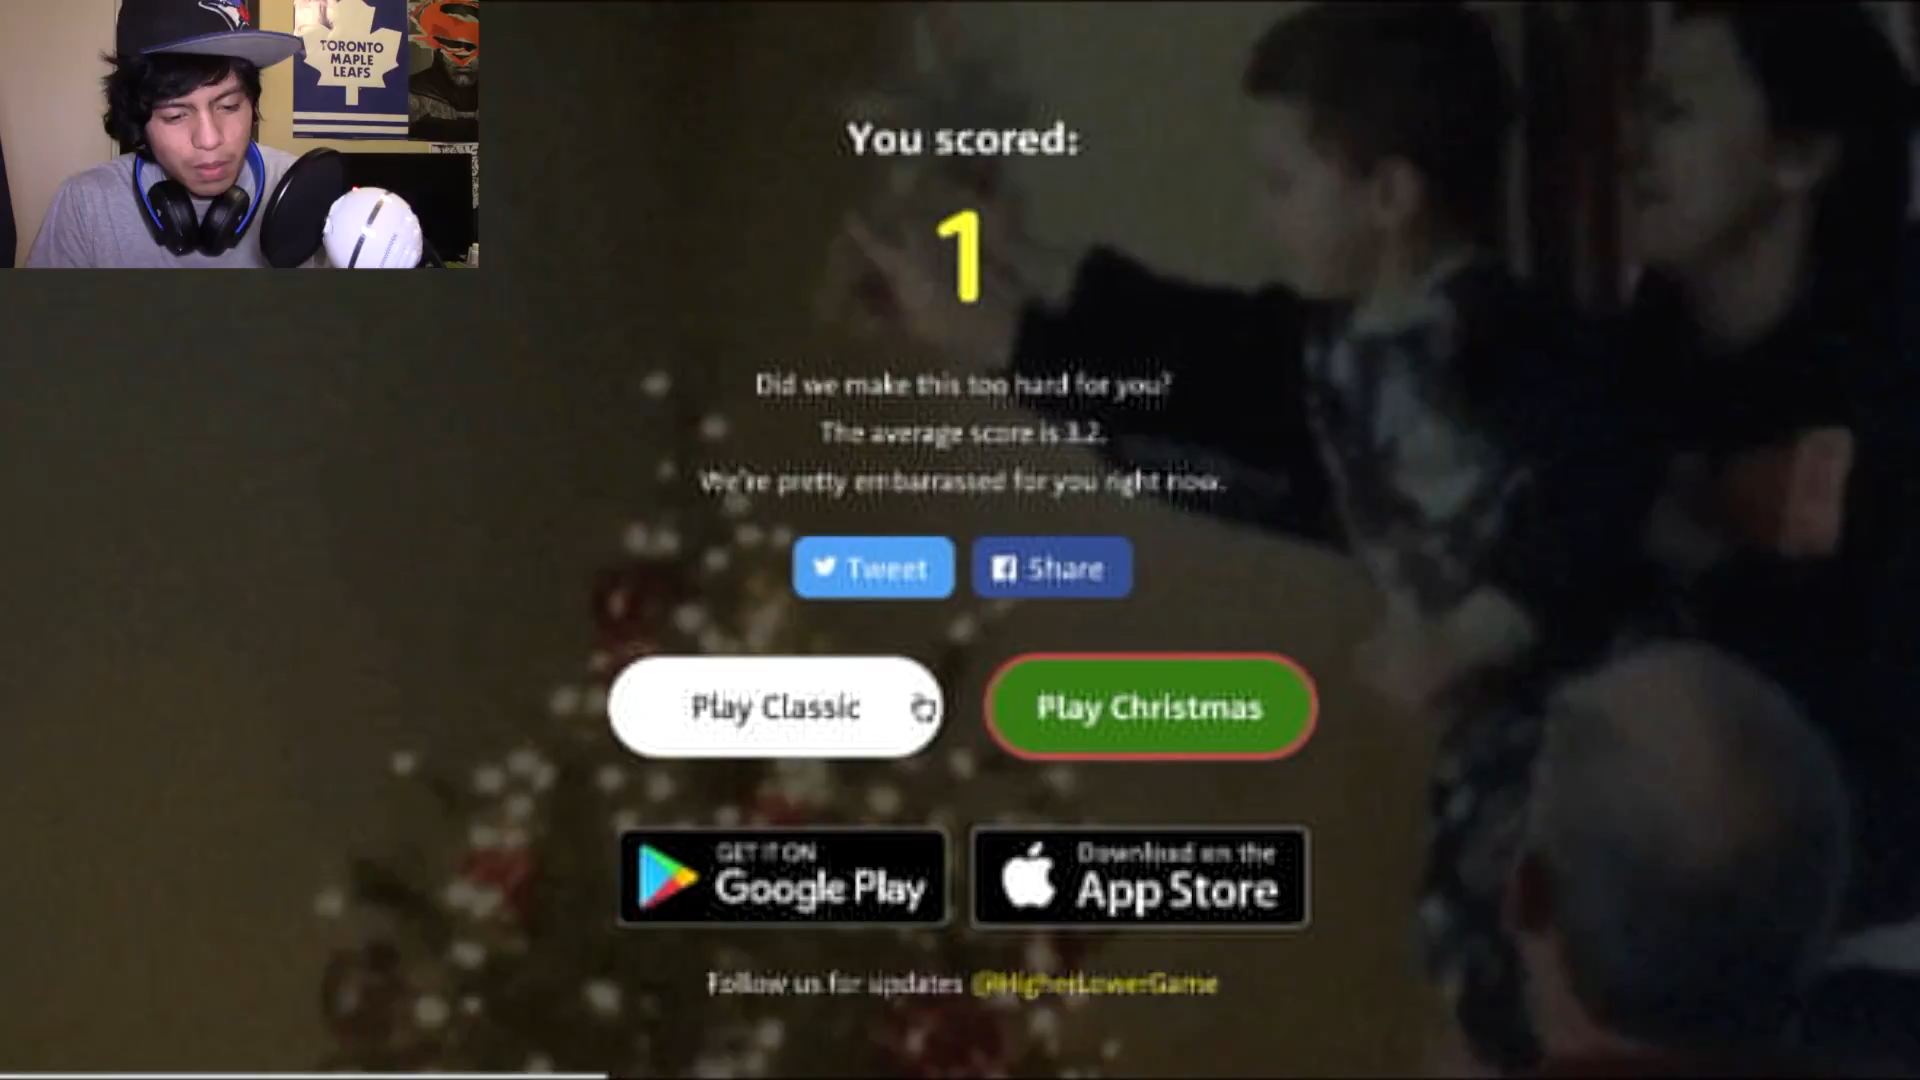 TORONTO
MAPLE
LEAFS
You scored:
1
Did we make this too hard for you?
The average score is 3.2.
We're pretty embarrassed for you right now.
Tweet
Share
Play Classic
Play Christmas
GET IT ON
Google Play
Download on the
App Store
Follow us for updates @HigherLowerGame